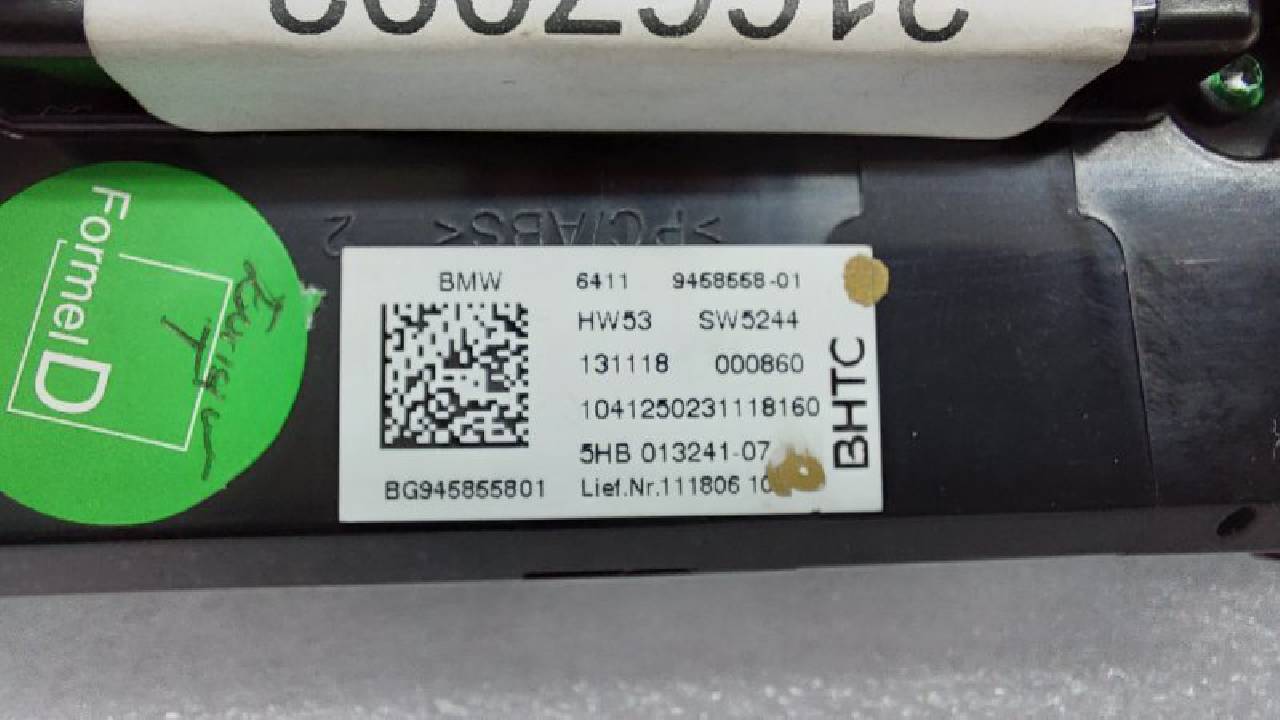 Formel D
>PC/ABS<
2
BMW 6411 9458558-01
HW53 SW5244
131118 000860
1041250231118160
5HB 013241-07
BG945855801 Lief.Nr.111806 10
BHTC